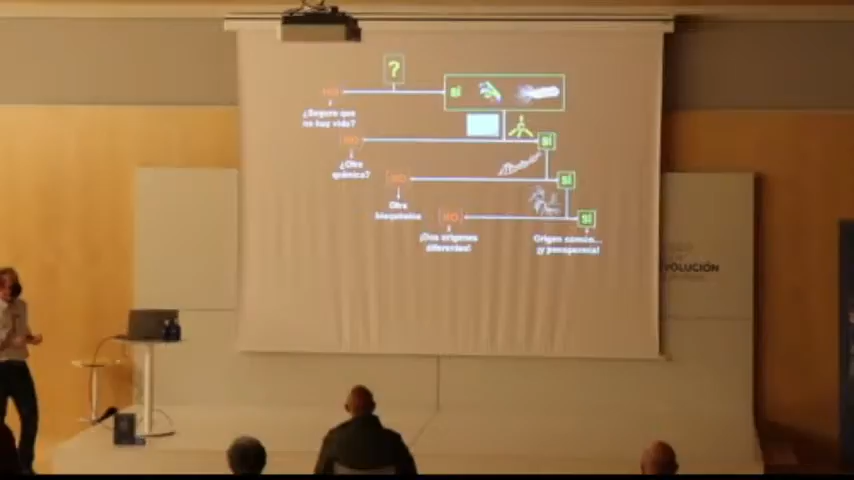 ?
NO
SÍ
¿Seguro que
no hay vida?
NO
SÍ
¿Otra
química?
NO
SÍ
Otra
bioquímica
NO
SÍ
¡Dos orígenes
diferentes!
Origen común...
¡y panspermia!
VOLUCIÓN